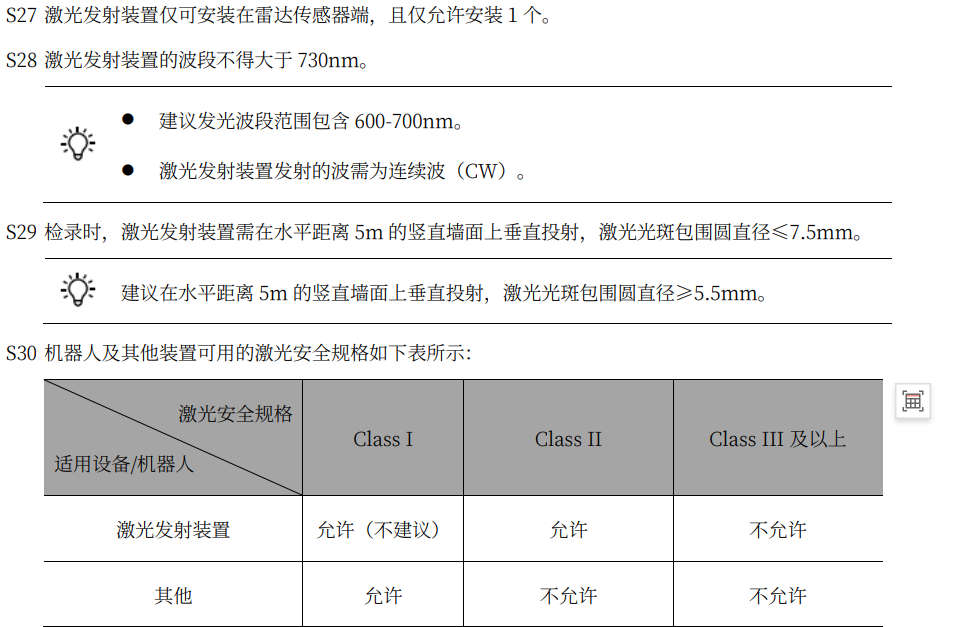 S27 激光发射装置仅可安装在雷达传感器端，且仅允许安装 1 个。
S28 激光发射装置的波段不得大于 730nm。
● 建议发光波段范围包含 600-700nm。
● 激光发射装置发射的波需为连续波（CW）。
S29 检录时，激光发射装置需在水平距离 5m 的竖直墙面上垂直投射，激光光斑包围圆直径≤7.5mm。
建议在水平距离 5m 的竖直墙面上垂直投射，激光光斑包围圆直径≥5.5mm。
S30 机器人及其他装置可用的激光安全规格如下表所示：
激光安全规格
适用设备/机器人
Class I
Class II
Class III 及以上
激光发射装置
允许（不建议）
允许
不允许
其他
允许
不允许
不允许